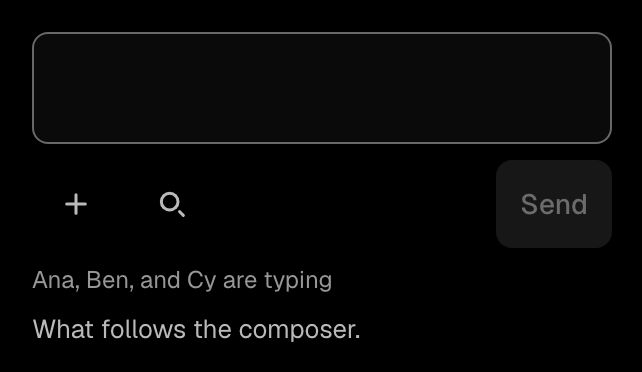 Send
Ana, Ben, and Cy are typing
What follows the composer.